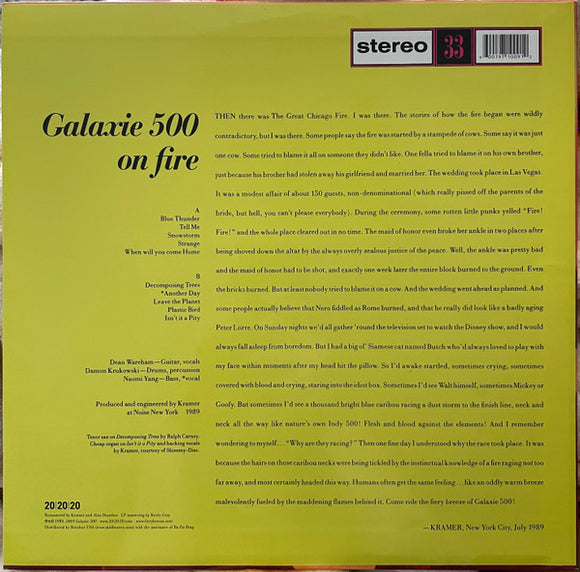 stereo
33
Galaxie 500
on fire
A
Blue Thunder
Tell Me
Snowstorm
Strange
When will you come Home
B
Decomposing Trees
*Another Day
Leave the Planet
Plastic Bird
Isn't it a Pity
Dean Wareham—Guitar, vocals
Damon Krukowski—Drums, percussion
Naomi Yang—Bass, *vocal
Produced and engineered by Kramer
at Noise New York 1989
Tenor sax on Decomposing Trees by Ralph Carney.
Cheap organ on Isn't it a Pity and backing vocals
by Kramer, courtesy of Shimmy-Disc.
20|20|20
Remastered by Kramer and Alan Douches LP mastering by Kevin Gray
1989, 2009 Galaxie 500
THEN there was The Great Chicago Fire. I was there. The stories of how the fire began were wildly
contradictory, but I was there. Some people say the fire was started by a stampede of cows. Some say it was just
one cow. Some tried to blame it all on someone they didn't like. One fella tried to blame it on his own brother,
just because his brother had stolen away his girlfriend and married her. The wedding took place in Las Vegas.
It was a modest affair of about 150 guests, non-denominational (which really pissed off the parents of the
bride, but hell, you can't please everybody). During the ceremony, some rotten little punks yelled "Fire!
Fire!" and the whole place cleared out in no time. The maid of honor even broke her ankle in two places after
being shoved down the altar by the always overly zealous justice of the peace. Well, the ankle was pretty bad
and the maid of honor had to be shot, and exactly one week later the entire block burned to the ground. Even
the bricks burned. But at least nobody tried to blame it on a cow. And the wedding went ahead as planned. And
some people actually believe that Nero fiddled as Rome burned, and that he really did look like a badly aging
Peter Lorre. On Sunday nights we'd all gather 'round the television set to watch the Disney show, and I would
always fall asleep from boredom. But I had a big ol' Siamese cat named Butch who'd always loved to play with
my face within moments after my head hit the pillow. So I'd awake startled, sometimes crying, sometimes
covered with blood and crying, staring into the idiot box. Sometimes I'd see Walt himself, sometimes Mickey or
Goofy. But sometimes I'd see a thousand bright blue caribou racing a dust storm to the finish line, neck and
neck all the way like nature's own Indy 500! Flesh and blood against the elements! And I remember
wondering to myself… "Why are they racing?" Then one fine day I understood why the race took place. It was
because the hairs on those caribou necks were being tickled by the instinctual knowledge of a fire raging not too
far away, and most certainly headed this way. Humans often get the same feeling… like an oddly warm breeze
malevolently fueled by the maddening flames behind it. Come ride the fiery breeze of Galaxie 500!
—KRAMER, New York City, July 1989